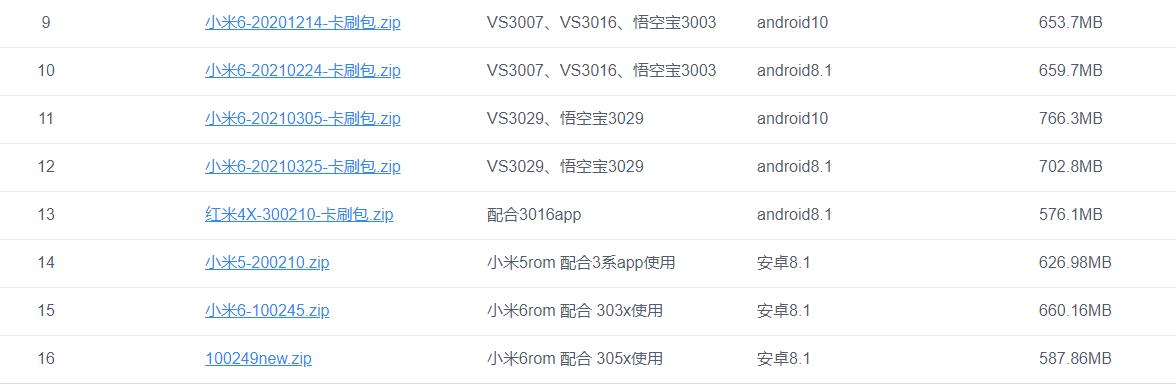 9 小米6-20201214-卡刷包.zip VS3007、VS3016、悟空宝3003 android10 653.7MB
10 小米6-20210224-卡刷包.zip VS3007、VS3016、悟空宝3003 android8.1 659.7MB
11 小米6-20210305-卡刷包.zip VS3029、悟空宝3029 android10 766.3MB
12 小米6-20210325-卡刷包.zip VS3029、悟空宝3029 android8.1 702.8MB
13 红米4X-300210-卡刷包.zip 配合3016app android8.1 576.1MB
14 小米5-200210.zip 小米5rom 配合3系app使用 安卓8.1 626.98MB
15 小米6-100245.zip 小米6rom 配合 303x使用 安卓8.1 660.16MB
16 100249new.zip 小米6rom 配合 305x使用 安卓8.1 587.86MB